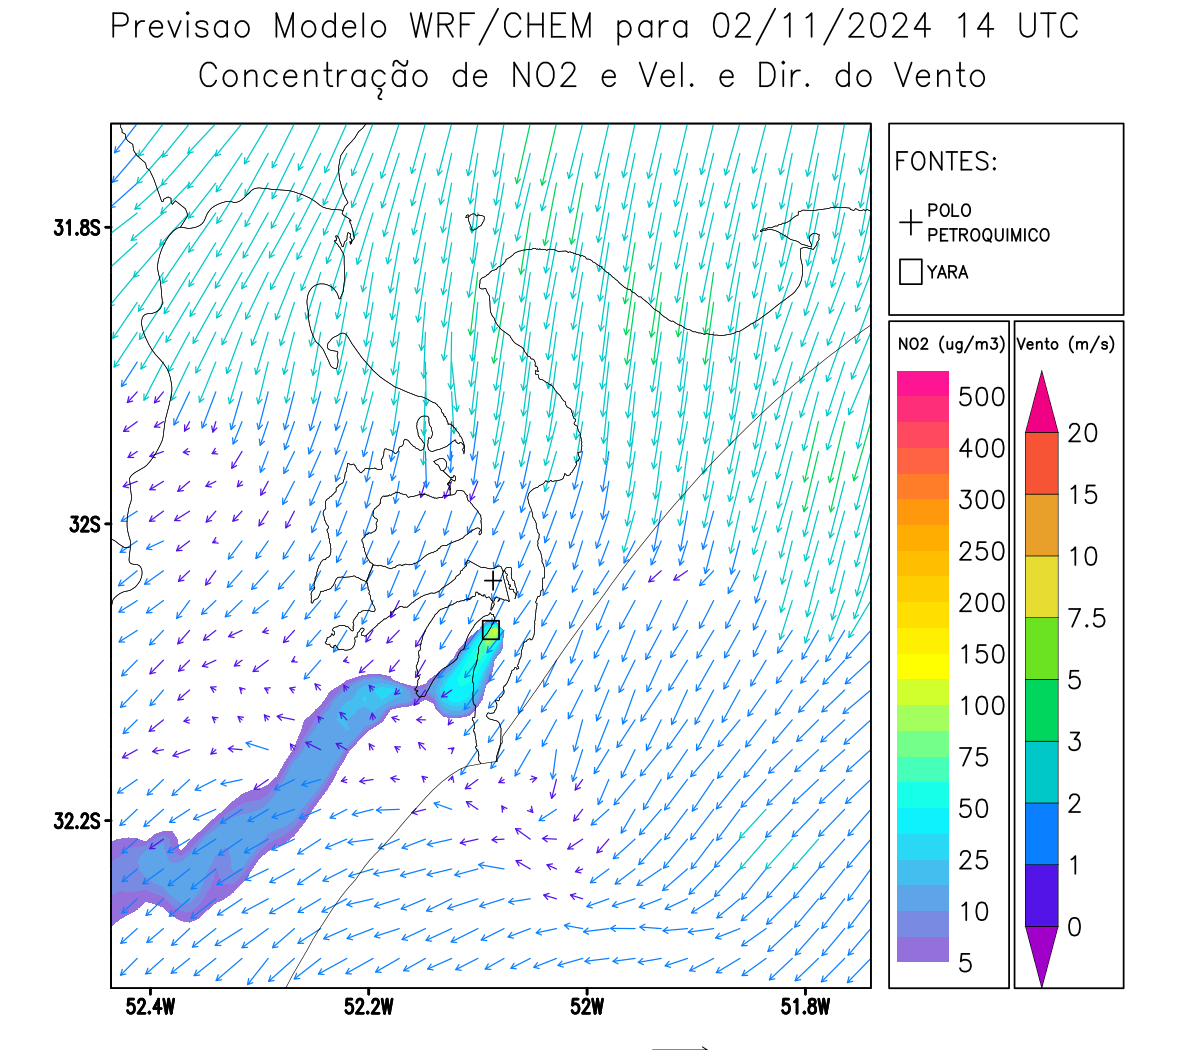 Previsao Modelo WRF/CHEM para 02/11/2024 14 UTC
Concentração de NO2 e Vel. e Dir. do Vento
FONTES:
POLO
PETROQUIMICO
YARA
NO2 (ug/m3)
500
400
300
250
200
150
100
75
50
25
10
5
Vento (m/s)
20
15
10
7.5
5
3
2
1
0
31.8S
32S
32.2S
52.4W
52.2W
52W
51.8W